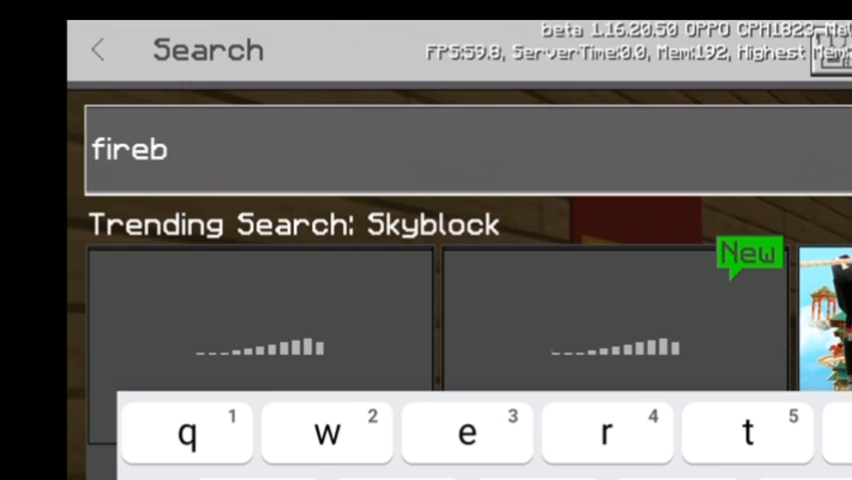 beta 1.16.20.50 OPPO CPH1823
Search
FPS:59.8, ServerTime:0.0, Mem:192, Highest
fireb
Trending Search: Skyblock
New
q 1 w 2 e 3 r 4 t 5